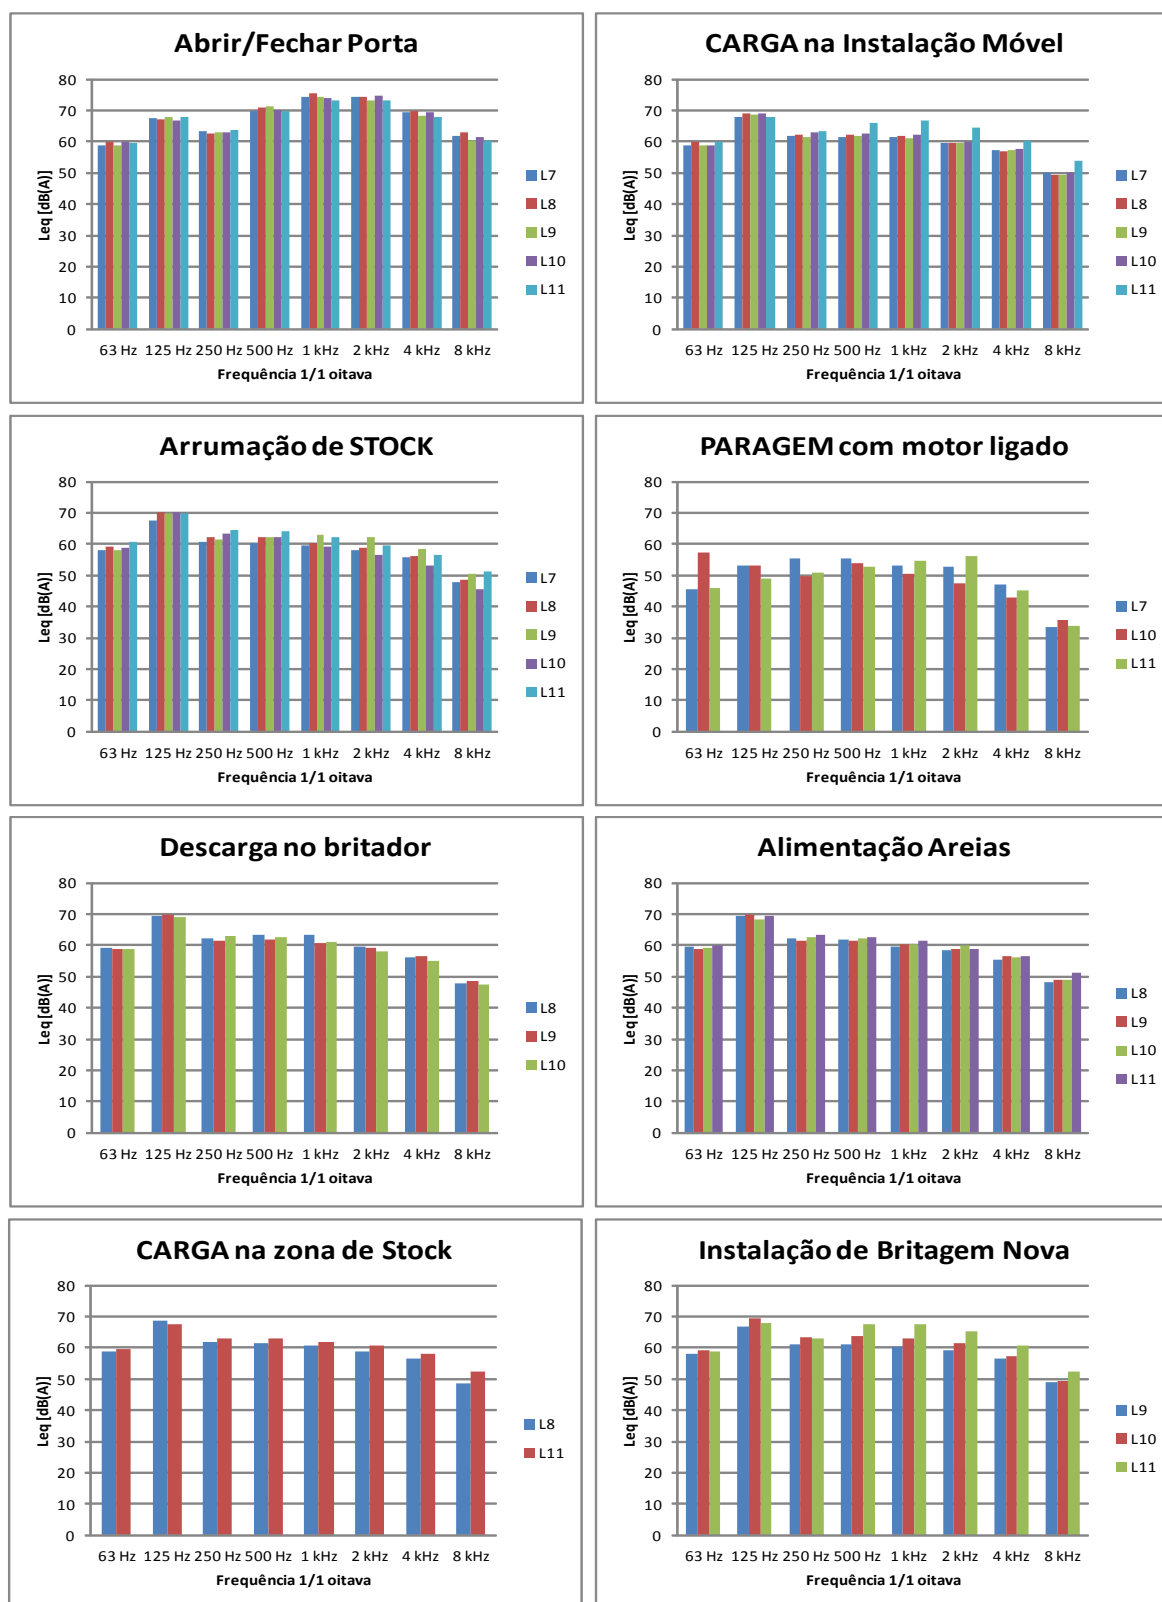 Abrir/Fechar Porta
Leq [dB(A)]
80
70
60
50
40
30
20
10
0
63 Hz 125 Hz 250 Hz 500 Hz 1 kHz 2 kHz 4 kHz 8 kHz
Frequência 1/1 oitava
L7
L8
L9
L10
L11
CARGA na Instalação Móvel
Leq [dB(A)]
80
70
60
50
40
30
20
10
0
63 Hz 125 Hz 250 Hz 500 Hz 1 kHz 2 kHz 4 kHz 8 kHz
Frequência 1/1 oitava
L7
L8
L9
L10
L11
Arrumação de STOCK
Leq [dB(A)]
80
70
60
50
40
30
20
10
0
63 Hz 125 Hz 250 Hz 500 Hz 1 kHz 2 kHz 4 kHz 8 kHz
Frequência 1/1 oitava
L7
L8
L9
L10
L11
PARAGEM com motor ligado
Leq [dB(A)]
80
70
60
50
40
30
20
10
0
63 Hz 125 Hz 250 Hz 500 Hz 1 kHz 2 kHz 4 kHz 8 kHz
Frequência 1/1 oitava
L7
L10
L11
Descarga no britador
Leq [dB(A)]
80
70
60
50
40
30
20
10
0
63 Hz 125 Hz 250 Hz 500 Hz 1 kHz 2 kHz 4 kHz 8 kHz
Frequência 1/1 oitava
L8
L9
L10
Alimentação Areias
Leq [dB(A)]
80
70
60
50
40
30
20
10
0
63 Hz 125 Hz 250 Hz 500 Hz 1 kHz 2 kHz 4 kHz 8 kHz
Frequência 1/1 oitava
L8
L9
L10
L11
CARGA na zona de Stock
Leq [dB(A)]
80
70
60
50
40
30
20
10
0
63 Hz 125 Hz 250 Hz 500 Hz 1 kHz 2 kHz 4 kHz 8 kHz
Frequência 1/1 oitava
L8
L11
Instalação de Britagem Nova
Leq [dB(A)]
80
70
60
50
40
30
20
10
0
63 Hz 125 Hz 250 Hz 500 Hz 1 kHz 2 kHz 4 kHz 8 kHz
Frequência 1/1 oitava
L9
L10
L11